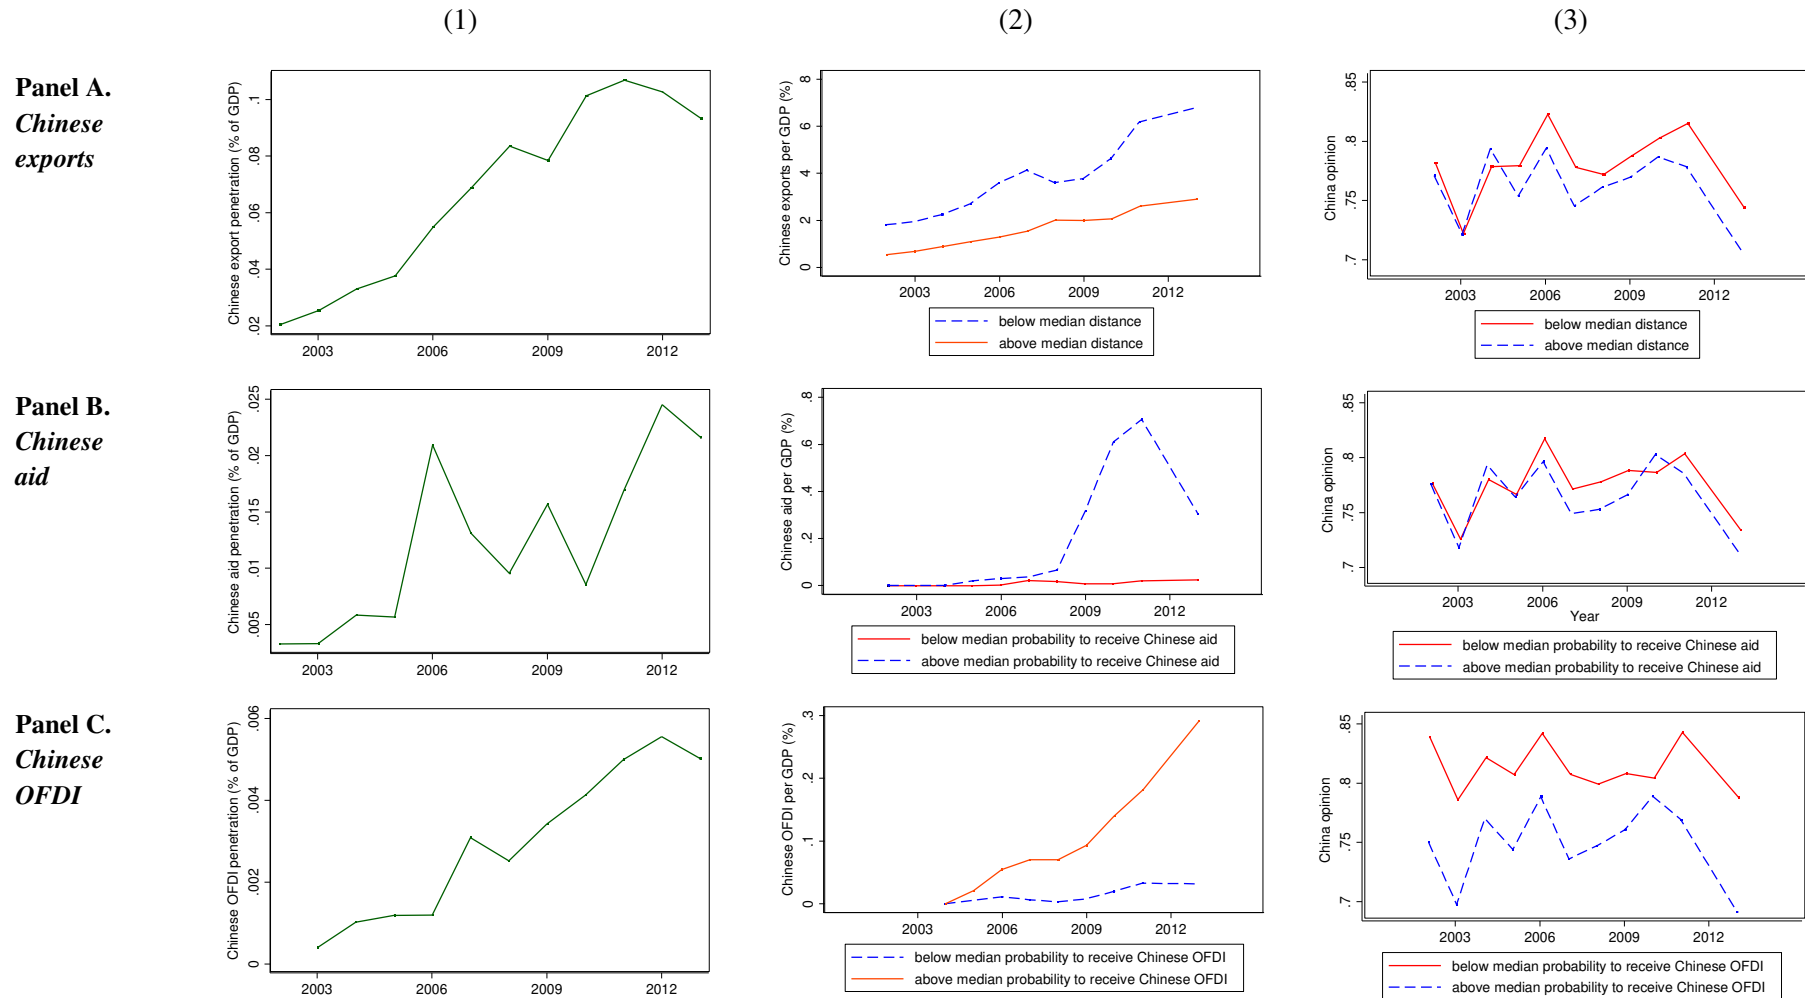 (1)
(2)
(3)
Panel A.
Chinese
exports
Chinese export penetration (% of GDP)
.1
.08
.06
.04
.02
2003
2006
2009
2012
Chinese exports per GDP (%)
8
6
4
2
0
2003
2006
2009
2012
below median distance
above median distance
China opinion
.85
.8
.75
.7
2003
2006
2009
2012
below median distance
above median distance
Panel B.
Chinese
aid
Chinese aid penetration (% of GDP)
.025
.02
.015
.010
.005
2003
2006
2009
2012
Chinese aid per GDP (%)
.8
.6
.4
.2
0
2003
2006
2009
2012
below median probability to receive Chinese aid
above median probability to receive Chinese aid
China opinion
.85
.8
.75
.7
2003
2006
2009
2012
Year
below median probability to receive Chinese aid
above median probability to receive Chinese aid
Panel C.
Chinese
OFDI
Chinese OFDI penetration (% of GDP)
.006
.004
.002
0
2003
2006
2009
2012
Chinese OFDI per GDP (%)
.3
.2
.1
0
2003
2006
2009
2012
below median probability to receive Chinese OFDI
above median probability to receive Chinese OFDI
China opinion
.85
.8
.75
.7
2003
2006
2009
2012
below median probability to receive Chinese OFDI
above median probability to receive Chinese OFDI